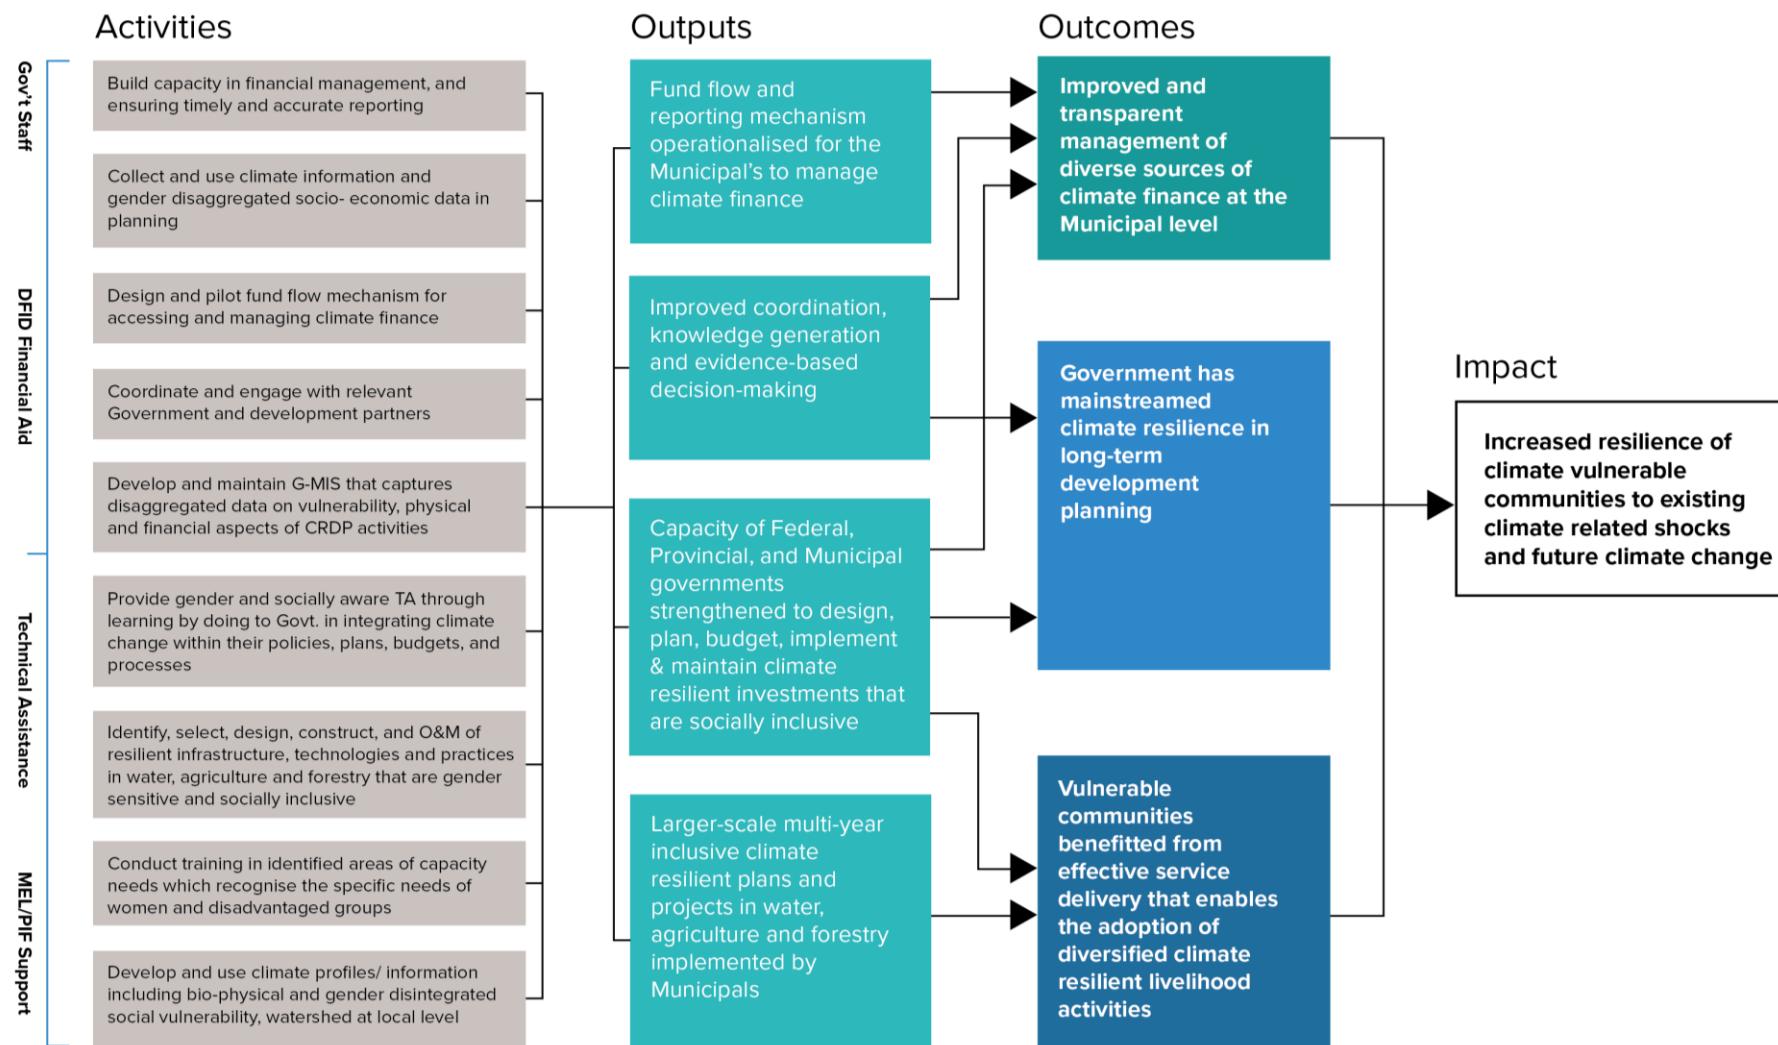 Activities
Gov't Staff
DFID Financial Aid
Technical Assistance
MEL/PIF Support
Build capacity in financial management, and
ensuring timely and accurate reporting
Collect and use climate information and
gender disaggregated socio- economic data in
planning
Design and pilot fund flow mechanism for
accessing and managing climate finance
Coordinate and engage with relevant
Government and development partners
Develop and maintain G-MIS that captures
disaggregated data on vulnerability, physical
and financial aspects of CRDP activities
Provide gender and socially aware TA through
learning by doing to Govt. in integrating climate
change within their policies, plans, budgets, and
processes
Identify, select, design, construct, and O&M of
resilient infrastructure, technologies and practices
in water, agriculture and forestry that are gender
sensitive and socially inclusive
Conduct training in identified areas of capacity
needs which recognise the specific needs of
women and disadvantaged groups
Develop and use climate profiles/ information
including bio-physical and gender disintegrated
social vulnerability, watershed at local level
Outputs
Fund flow and
reporting mechanism
operationalised for the
Municipal's to manage
climate finance
Improved coordination,
knowledge generation
and evidence-based
decision-making
Capacity of Federal,
Provincial, and Municipal
governments
strengthened to design,
plan, budget, implement
& maintain climate
resilient investments that
are socially inclusive
Larger-scale multi-year
inclusive climate
resilient plans and
projects in water,
agriculture and forestry
implemented by
Municipals
Outcomes
Improved and
transparent
management of
diverse sources of
climate finance at the
Municipal level
Government has
mainstreamed
climate resilience in
long-term
development
planning
Vulnerable
communities
benefitted from
effective service
delivery that enables
the adoption of
diversified climate
resilient livelihood
activities
Impact
Increased resilience of
climate vulnerable
communities to existing
climate related shocks
and future climate change